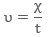 υ = χ/t